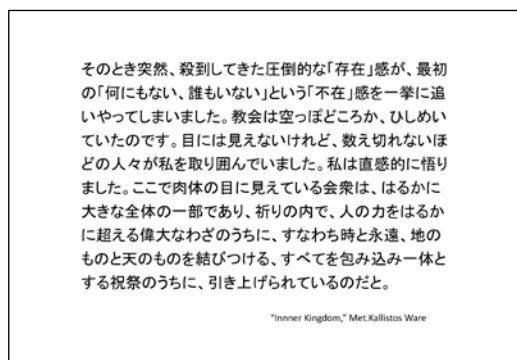 そのとき突然、殺到してきた圧倒的な「存在」感が、最初
の「何にもない、誰もいない」という「不在」感を一挙に追
いやってしまいました。教会は空っぽどころか、ひしめい
ていたのです。目には見えないけれど、数え切れないほ
どの人々が私を取り囲んでいました。私は直感的に悟り
ました。ここで肉体の目に見えている会衆は、はるかに
大きな全体の一部であり、祈りの内で、人の力をはるか
に超える偉大なわざのうちに、すなわち時と永遠、地の
ものと天のものを結びつける、すべてを包み込み一体と
する祝祭のうちに、引き上げられているのだと。
"Innner Kingdom," Met.Kallistos Ware